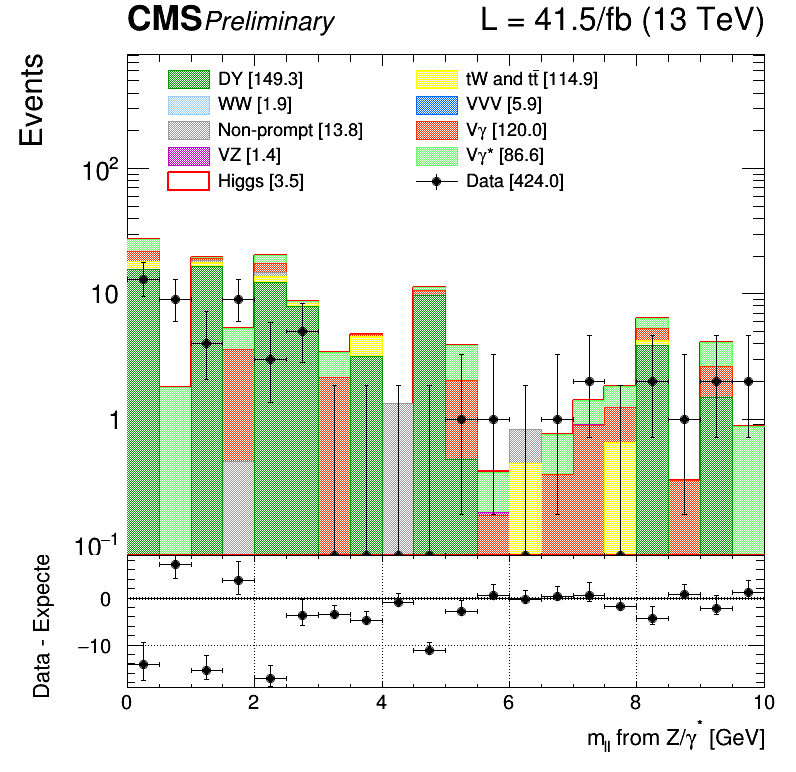 CMS Preliminary L = 41.5/fb (13 TeV)
Events
DY [149.3]
WW [1.9]
Non-prompt [13.8]
VZ [1.4]
Higgs [3.5]
tW and tt̄ [114.9]
VVV [5.9]
Vγ [120.0]
Vγ* [86.6]
Data [424.0]
10²
10
1
10⁻¹
Data - Expecte
0
−10
0 2 4 6 8 10
m_ll from Z/γ* [GeV]